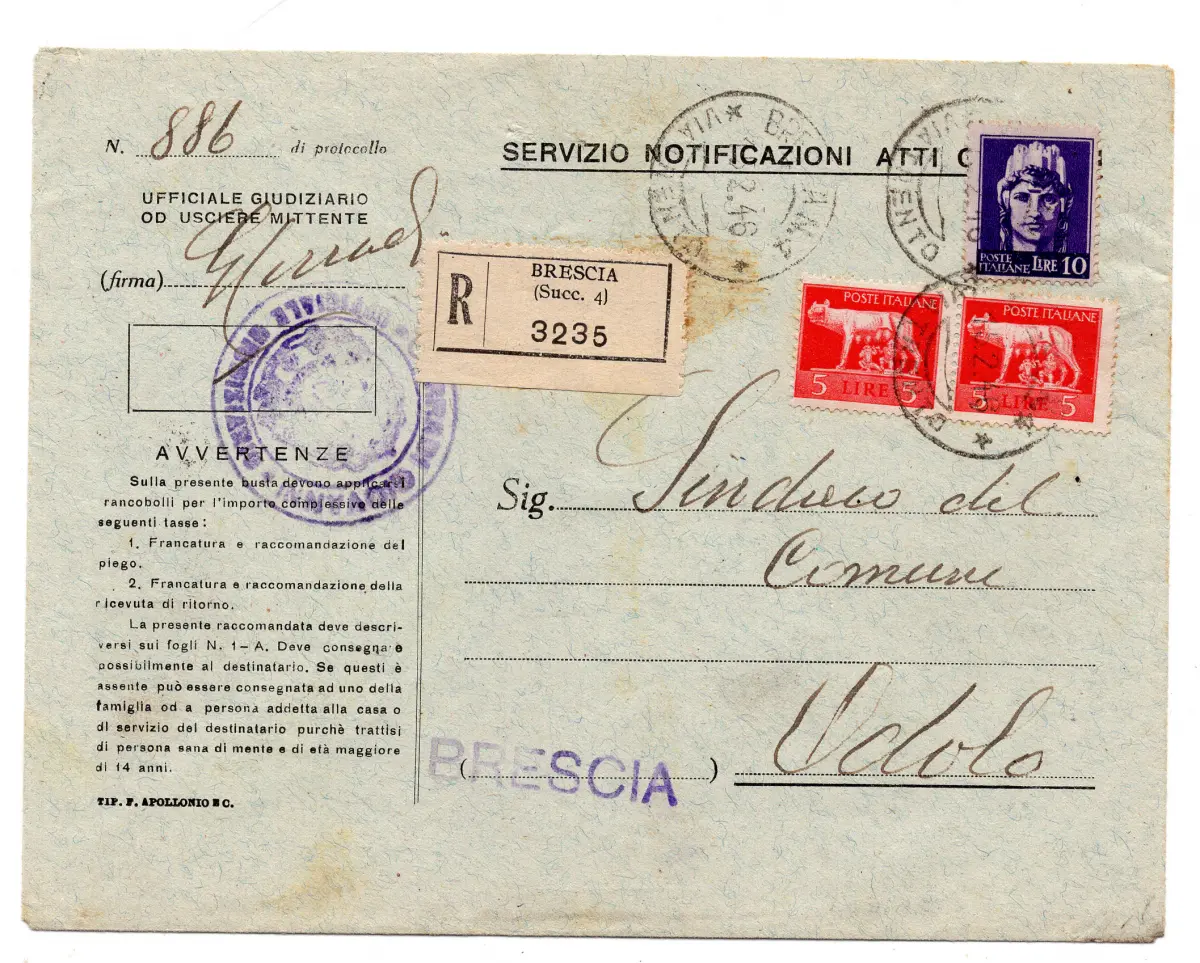 N. 886 di protocollo
SERVIZIO NOTIFICAZIONI ATTI
UFFICIALE GIUDIZIARIO
OD USCIERE MITTENTE
(firma)
R
BRESCIA
(Succ. 4)
3235
POSTE
ITALIANE LIRE 10
POSTE ITALIANE
5 LIRE 5
POSTE ITALIANE
5 LIRE 5
AVVERTENZE
Sulla presente busta devono applicar i
rancobolli per l'importo complessivo delle
seguenti tasse:
1. Francatura e raccomandazione del
piego.
2. Francatura e raccomandazione della
ricevuta di ritorno.
La presente raccomandata deve descri-
versi sui fogli N. 1-A. Deve consegna e
possibilmente al destinatario. Se questi è
assente può essere consegnata ad uno della
famiglia od a persona addetta alla casa o
di servizio del destinatario purchè trattisi
di persona sana di mente e di età maggiore
di 14 anni.
TIP. F. APOLLONIO E C.
Sig. Sindaco del
Comune
Odolo
(BRESCIA)